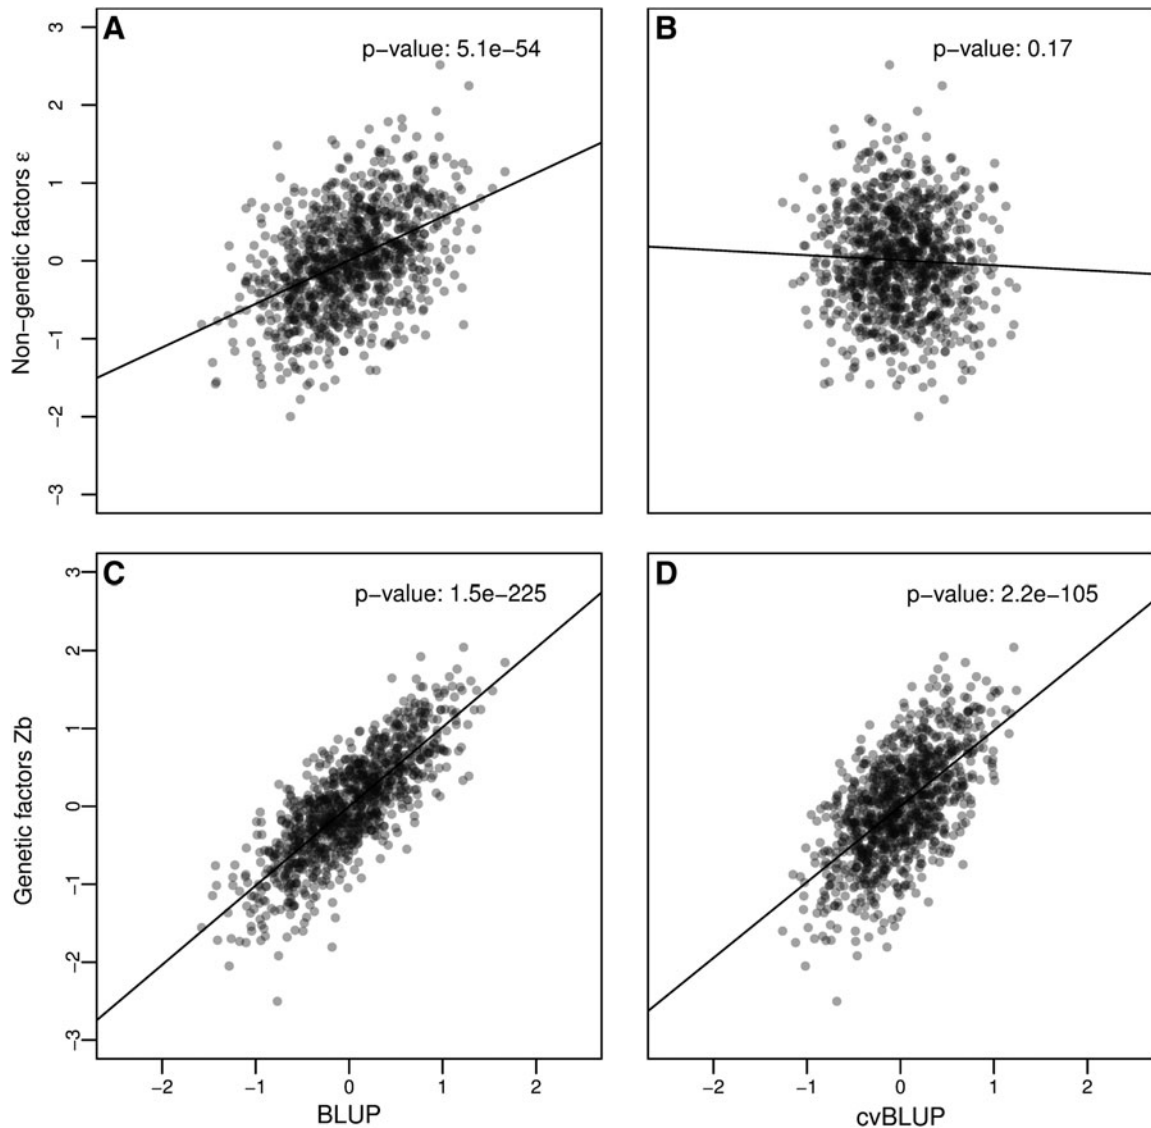 A
p−value: 5.1e−54
B
p−value: 0.17
3
2
1
0
−1
−2
−3
Non−genetic factors ε
C
p−value: 1.5e−225
D
p−value: 2.2e−105
3
2
1
0
−1
−2
−3
Genetic factors Zb
−2 −1 0 1 2
BLUP
−2 −1 0 1 2
cvBLUP